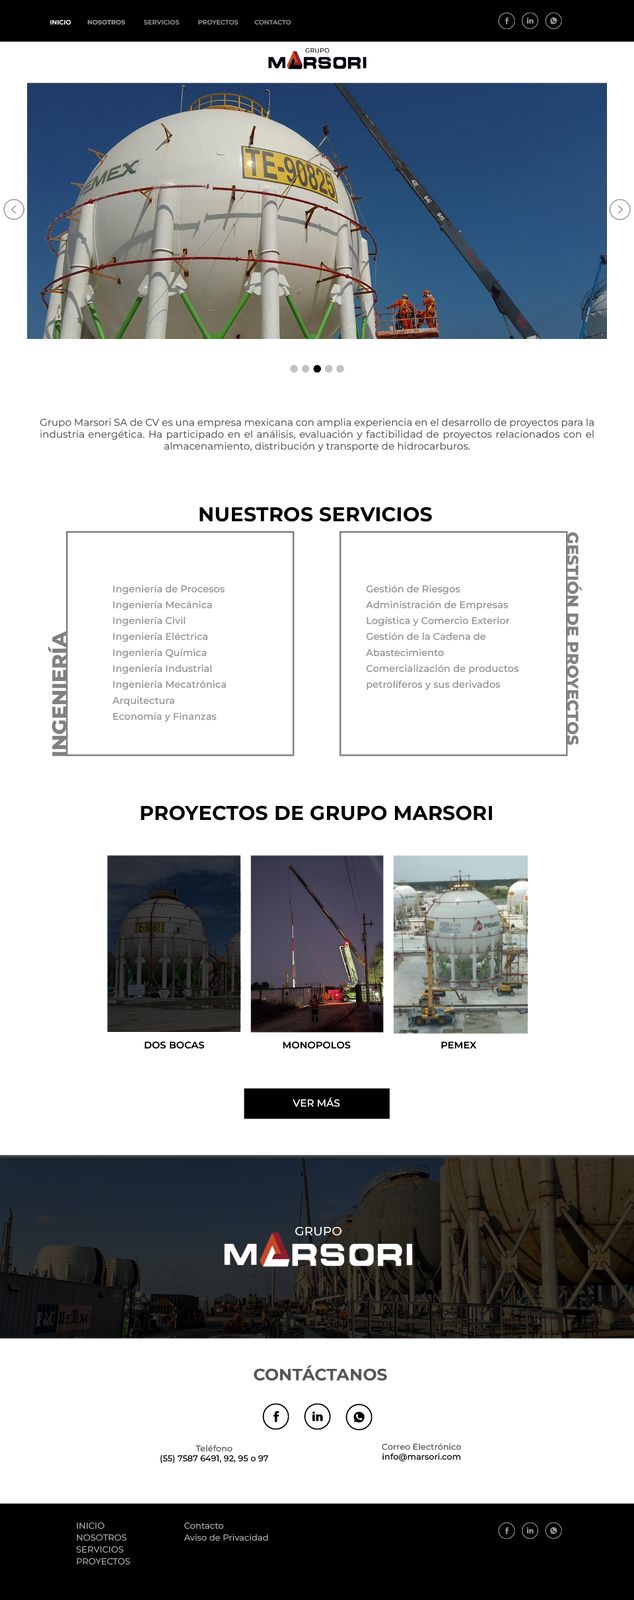 INICIO NOSOTROS SERVICIOS PROYECTOS CONTACTO
GRUPO
MARSORI
PEMEX
TE-90825
Grupo Marsori SA de CV es una empresa mexicana con amplia experiencia en el desarrollo de proyectos para la
industria energética. Ha participado en el análisis, evaluación y factibilidad de proyectos relacionados con el
almacenamiento, distribución y transporte de hidrocarburos.
NUESTROS SERVICIOS
INGENIERÍA
Ingeniería de Procesos
Ingeniería Mecánica
Ingeniería Civil
Ingeniería Eléctrica
Ingeniería Química
Ingeniería Industrial
Ingeniería Mecatrónica
Arquitectura
Economía y Finanzas
GESTIÓN DE PROYECTOS
Gestión de Riesgos
Administración de Empresas
Logística y Comercio Exterior
Gestión de la Cadena de
Abastecimiento
Comercialización de productos
petrolíferos y sus derivados
PROYECTOS DE GRUPO MARSORI
PEMEX
DOS BOCAS
MONOPOLOS
PEMEX
VER MÁS
GRUPO
MARSORI
CONTÁCTANOS
Teléfono
(55) 7587 6491, 92, 95 o 97
Correo Electrónico
info@marsori.com
INICIO
NOSOTROS
SERVICIOS
PROYECTOS
Contacto
Aviso de Privacidad